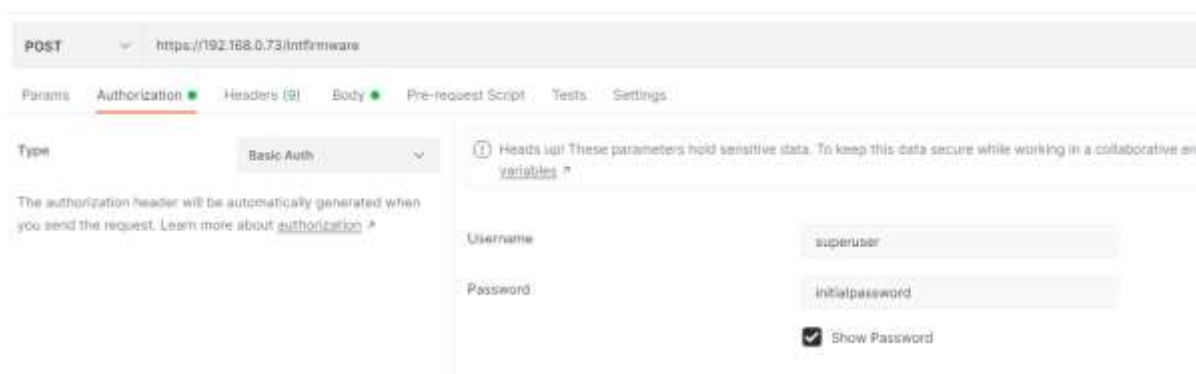 POST https://192.168.0.73/intfirmware
Params Authorization Headers (9) Body Pre-request Script Tests Settings
Type Basic Auth
The authorization header will be automatically generated when
you send the request. Learn more about authorization ↗
Heads up! These parameters hold sensitive data. To keep this data secure while working in a collaborative en
variables ↗
Username superuser
Password initialpassword
Show Password